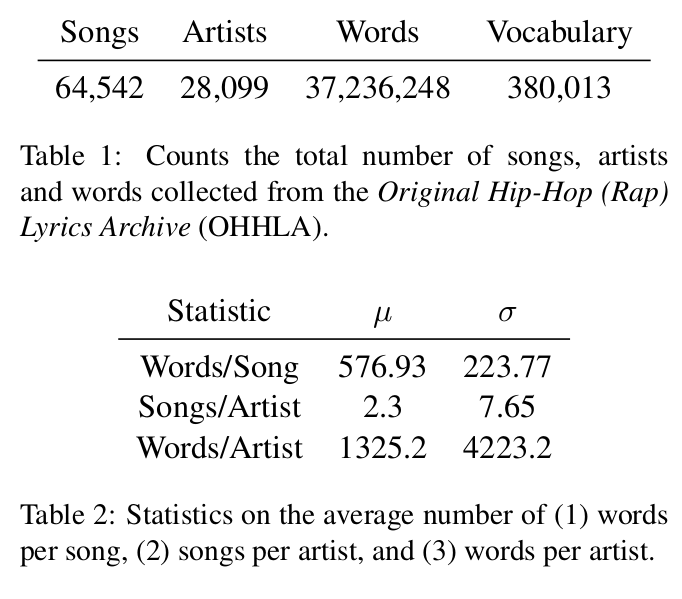 Songs Artists Words Vocabulary
64,542 28,099 37,236,248 380,013
Table 1: Counts the total number of songs, artists
and words collected from the Original Hip-Hop (Rap)
Lyrics Archive (OHHLA).
Statistic μ σ
Words/Song 576.93 223.77
Songs/Artist 2.3 7.65
Words/Artist 1325.2 4223.2
Table 2: Statistics on the average number of (1) words
per song, (2) songs per artist, and (3) words per artist.